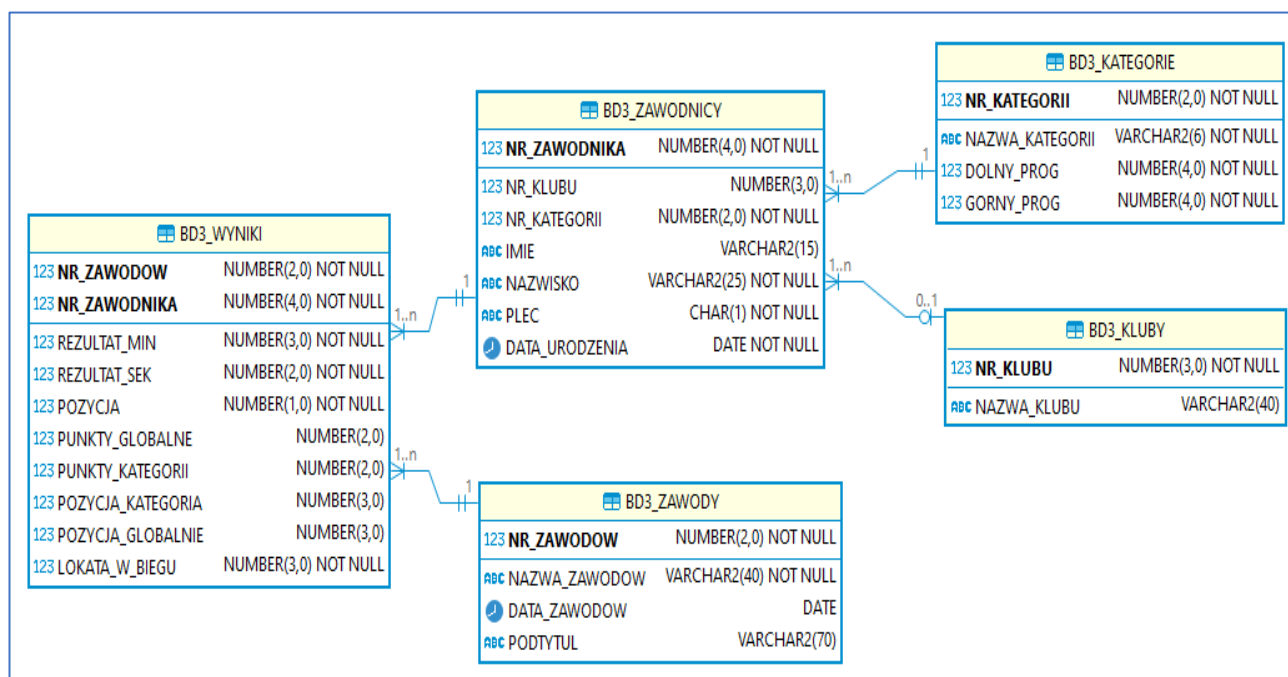 BD3_KATEGORIE
123 NR_KATEGORII NUMBER(2,0) NOT NULL
ABC NAZWA_KATEGORII VARCHAR2(6) NOT NULL
123 DOLNY_PROG NUMBER(4,0) NOT NULL
123 GORNY_PROG NUMBER(4,0) NOT NULL
BD3_ZAWODNICY
123 NR_ZAWODNIKA NUMBER(4,0) NOT NULL
123 NR_KLUBU NUMBER(3,0)
123 NR_KATEGORII NUMBER(2,0) NOT NULL
ABC IMIE VARCHAR2(15)
ABC NAZWISKO VARCHAR2(25) NOT NULL
ABC PLEC CHAR(1) NOT NULL
DATA_URODZENIA DATE NOT NULL
1..n
1
1..n
0..1
BD3_WYNIKI
123 NR_ZAWODOW NUMBER(2,0) NOT NULL
123 NR_ZAWODNIKA NUMBER(4,0) NOT NULL
123 REZULTAT_MIN NUMBER(3,0) NOT NULL
123 REZULTAT_SEK NUMBER(2,0) NOT NULL
123 POZYCJA NUMBER(1,0) NOT NULL
123 PUNKTY_GLOBALNE NUMBER(2,0)
123 PUNKTY_KATEGORII NUMBER(2,0)
123 POZYCJA_KATEGORIA NUMBER(3,0)
123 POZYCJA_GLOBALNIE NUMBER(3,0)
123 LOKATA_W_BIEGU NUMBER(3,0) NOT NULL
1..n
1
1..n
1
BD3_KLUBY
123 NR_KLUBU NUMBER(3,0) NOT NULL
ABC NAZWA_KLUBU VARCHAR2(40)
BD3_ZAWODY
123 NR_ZAWODOW NUMBER(2,0) NOT NULL
ABC NAZWA_ZAWODOW VARCHAR2(40) NOT NULL
DATA_ZAWODOW DATE
ABC PODTYTUL VARCHAR2(70)